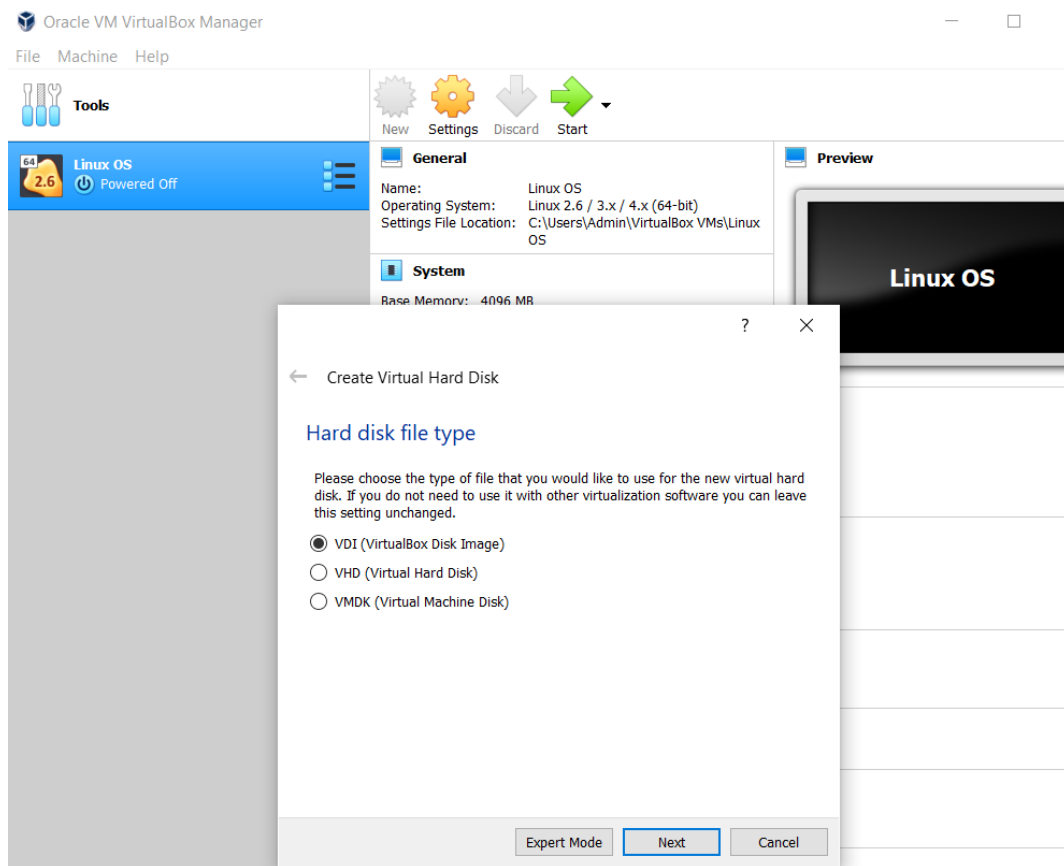 Oracle VM VirtualBox Manager
File Machine Help
Tools
New Settings Discard Start
64
2.6
Linux OS
Powered Off
General
Name: Linux OS
Operating System: Linux 2.6 / 3.x / 4.x (64-bit)
Settings File Location: C:\Users\Admin\VirtualBox VMs\Linux
OS
System
Base Memory: 4096 MB
Preview
Linux OS
?
Create Virtual Hard Disk
Hard disk file type
Please choose the type of file that you would like to use for the new virtual hard
disk. If you do not need to use it with other virtualization software you can leave
this setting unchanged.
VDI (VirtualBox Disk Image)
VHD (Virtual Hard Disk)
VMDK (Virtual Machine Disk)
Expert Mode Next Cancel